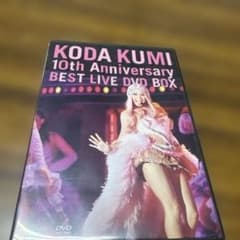 KODA KUMI
10th Anniversary
BEST LIVE DVD BOX
DVD